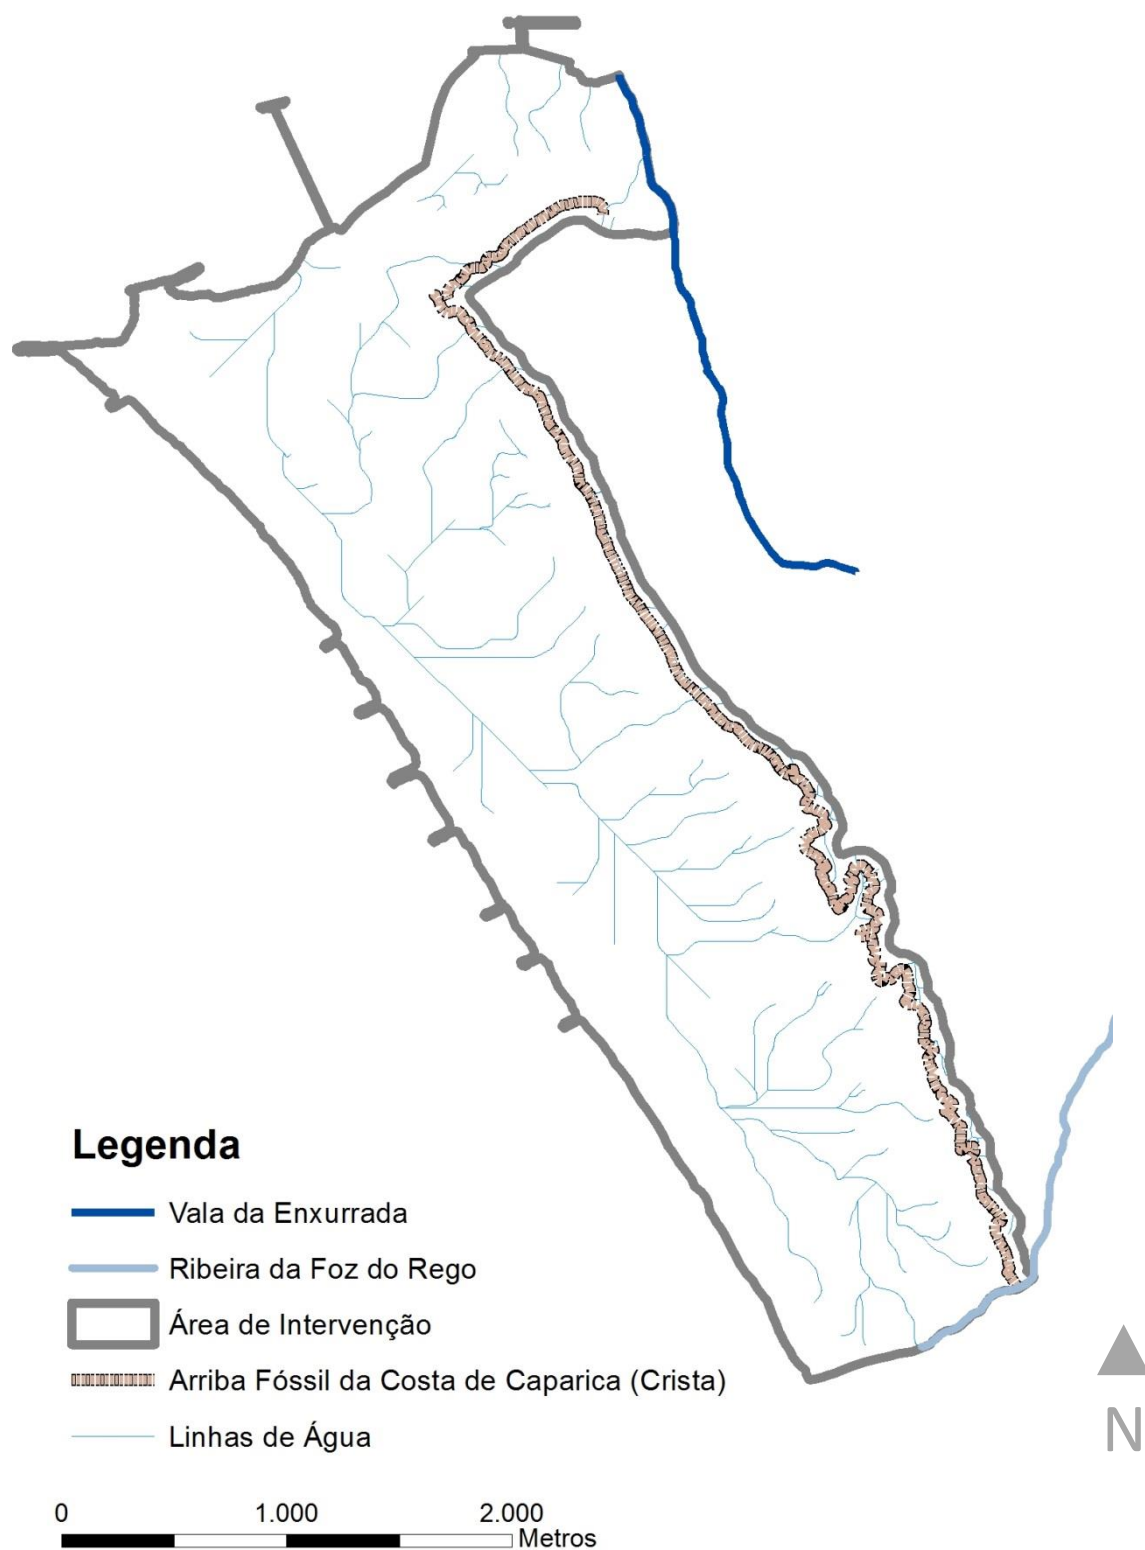 Legenda
Vala da Enxurrada
Ribeira da Foz do Rego
Área de Intervenção
Arriba Fóssil da Costa de Caparica (Crista)
Linhas de Água
N
0 1.000 2.000
Metros